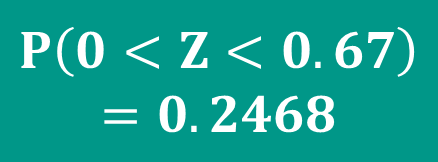 P(0 < Z < 0.67)
= 0.2468